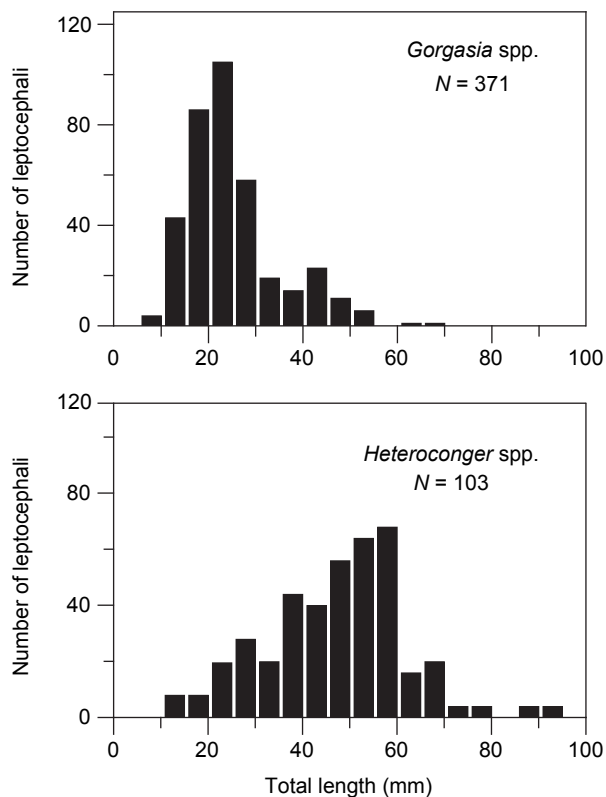 120
80
40
0
Number of leptocephali
Gorgasia spp.
N = 371
0 20 40 60 80 100
120
80
40
0
Number of leptocephali
Heteroconger spp.
N = 103
0 20 40 60 80 100
Total length (mm)